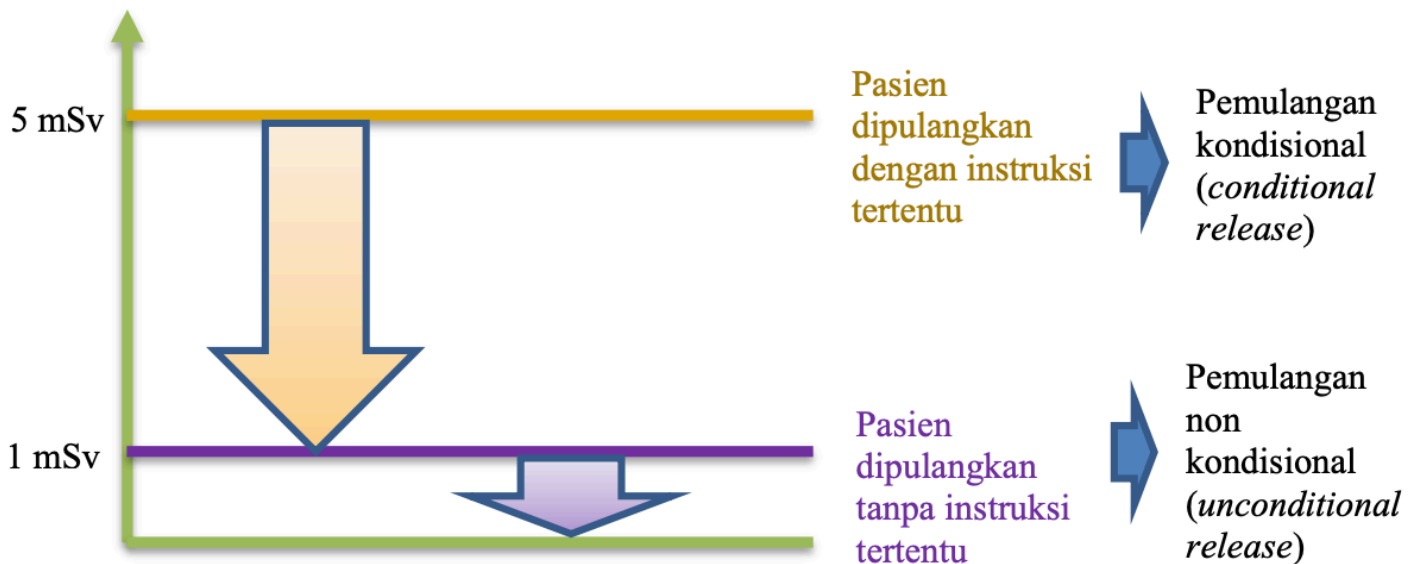 5 mSv
Pasien
dipulangkan
dengan instruksi
tertentu
Pemulangan
kondisional
(conditional
release)
1 mSv
Pasien
dipulangkan
tanpa instruksi
tertentu
Pemulangan
non
kondisional
(unconditional
release)